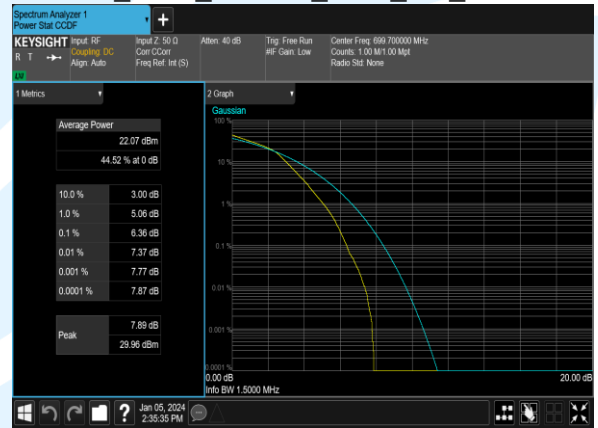 Spectrum Analyzer 1
Power Stat CCDF
KEYSIGHT
R T
LVI
Input: RF
Coupling: DC
Align: Auto
Input Z: 50 Ω
Corr CCorr
Freq Ref: Int (S)
Atten: 40 dB
Trig: Free Run
#IF Gain: Low
Center Freq: 699.700000 MHz
Counts: 1.00 M/1.00 Mpt
Radio Std: None
1 Metrics
Average Power
22.07 dBm
44.52 % at 0 dB
10.0 % 3.00 dB
1.0 % 5.06 dB
0.1 % 6.36 dB
0.01 % 7.37 dB
0.001 % 7.77 dB
0.0001 % 7.87 dB
Peak
7.89 dB
29.96 dBm
2 Graph
Gaussian
100 %
10 %
1 %
0.1 %
0.01 %
0.001 %
0.0001 %
0.00 dB 20.00 dB
Info BW 1.5000 MHz
?
Jan 05, 2024
2:35:35 PM